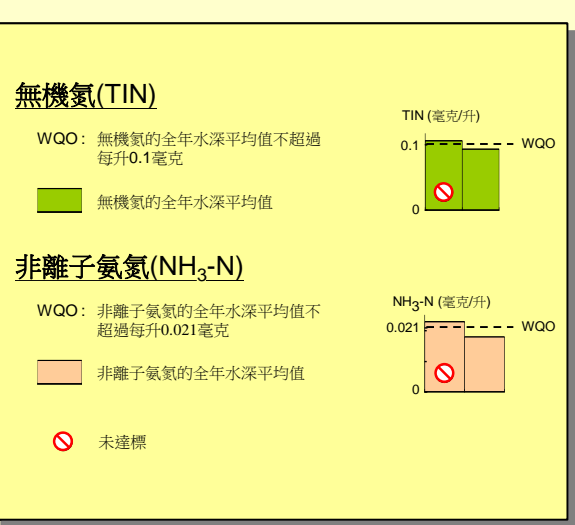 無機氮(TIN)
WQO : 無機氮的全年水深平均值不超過
每升0.1毫克
無機氮的全年水深平均值
TIN (毫克/升)
0.1
WQO
0
非離子氨氮(NH3-N)
WQO : 非離子氨氮的全年水深平均值不
超過每升0.021毫克
非離子氨氮的全年水深平均值
NH3-N (毫克/升)
0.021
WQO
0
未達標